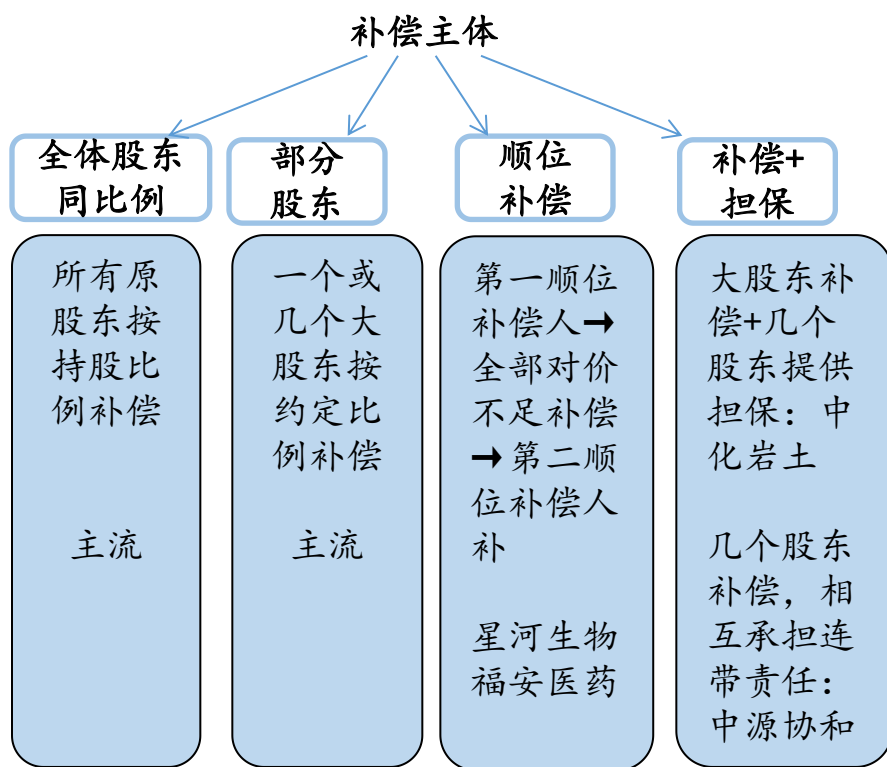 补偿主体
全体股东
同比例
部分
股东
顺位
补偿
补偿+
担保
所有原
股东按
持股比
例补偿
主流
一个或
几个大
股东按
约定比
例补偿
主流
第一顺位
补偿人➡
全部对价
不足补偿
➡第二顺
位补偿人
补
星河生物
福安医药
大股东补
偿+几个
股东提供
担保：中
化岩土
几个股东
补偿，相
互承担连
带责任：
中源协和